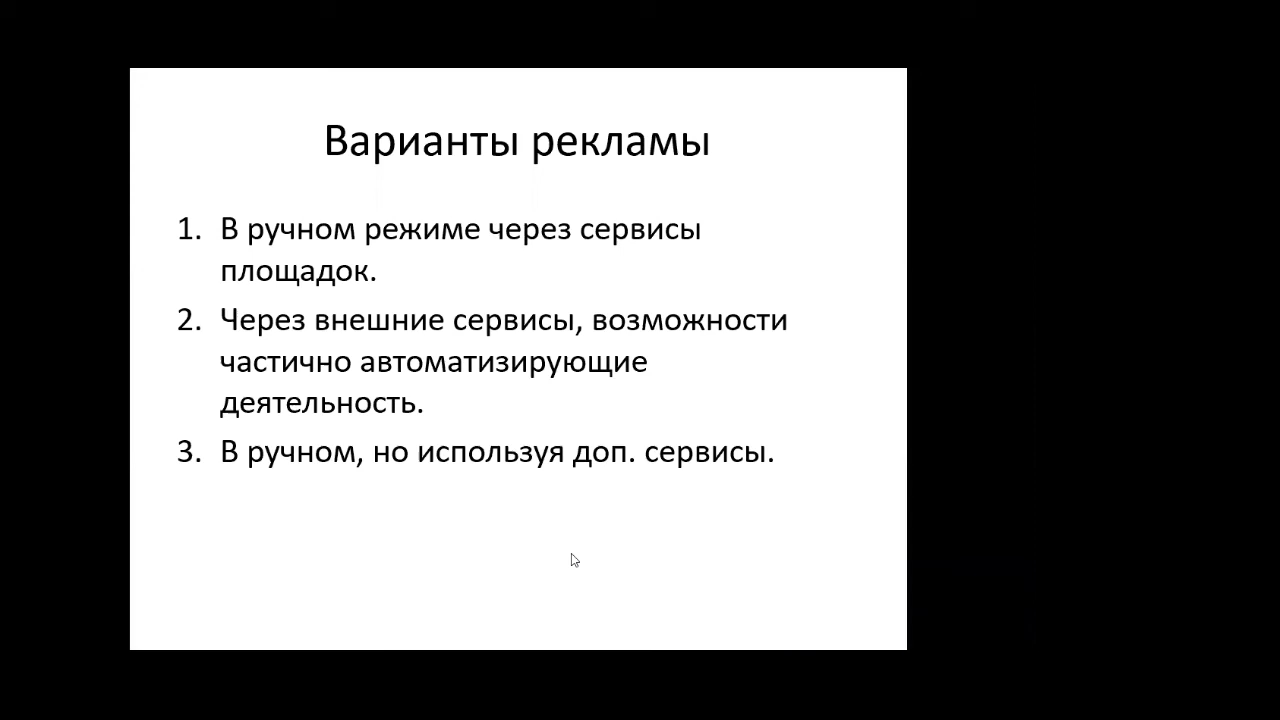 Варианты рекламы
1. В ручном режиме через сервисы
площадок.
2. Через внешние сервисы, возможности
частично автоматизирующие
деятельность.
3. В ручном, но используя доп. сервисы.